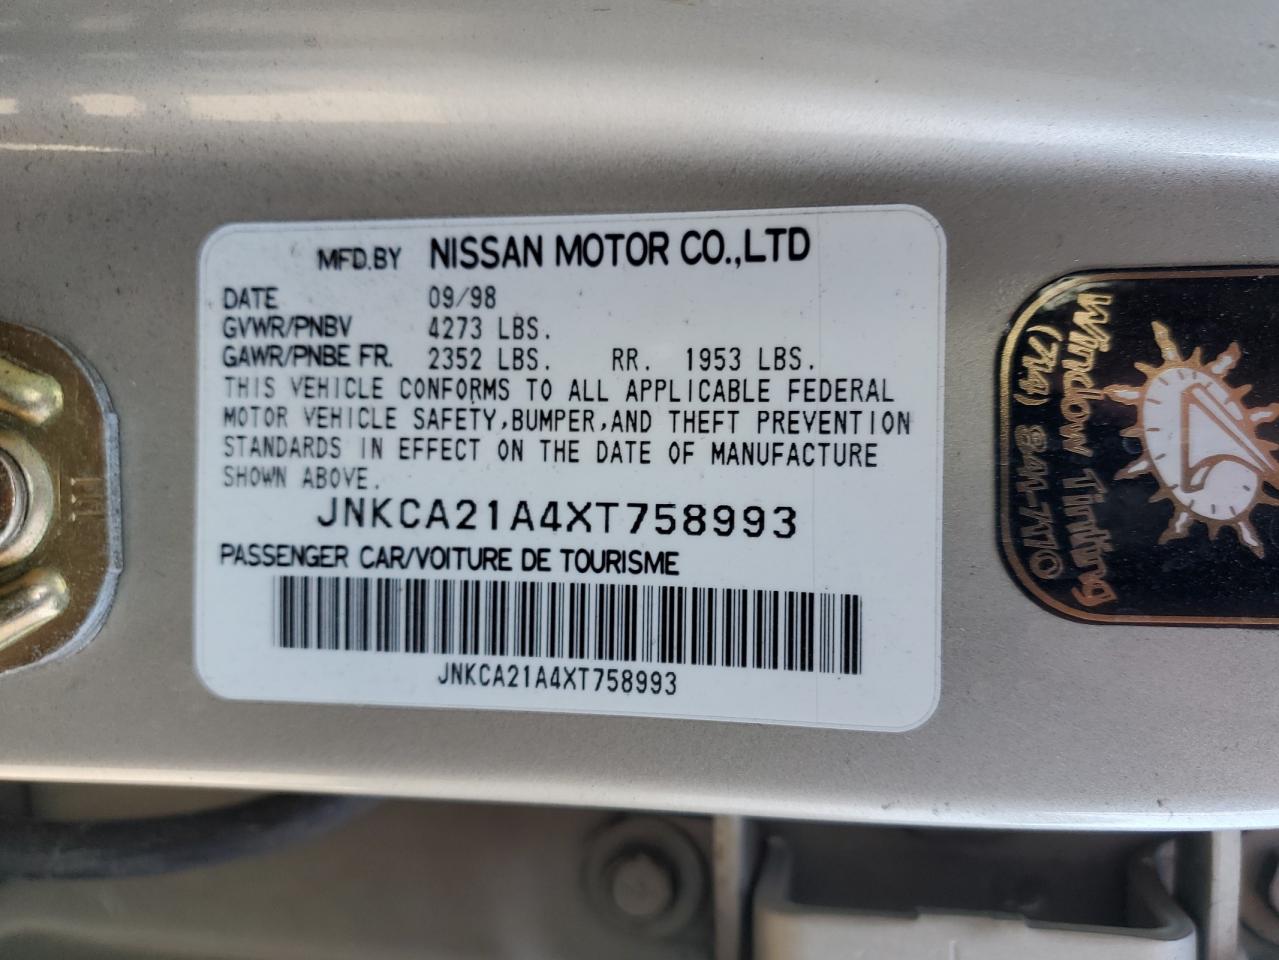 MFD.BY NISSAN MOTOR CO.,LTD
DATE 09/98
GVWR/PNBV 4273 LBS.
GAWR/PNBE FR. 2352 LBS. RR. 1953 LBS.
THIS VEHICLE CONFORMS TO ALL APPLICABLE FEDERAL
MOTOR VEHICLE SAFETY,BUMPER,AND THEFT PREVENTION
STANDARDS IN EFFECT ON THE DATE OF MANUFACTURE
SHOWN ABOVE.
JNKCA21A4XT758993
PASSENGER CAR/VOITURE DE TOURISME
JNKCA21A4XT758993
Window Tinting
(714)